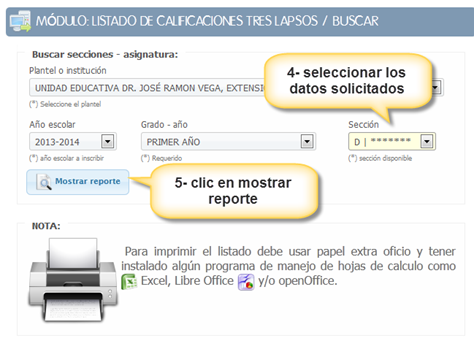 MÓDULO: LISTADO DE CALIFICACIONES TRES LAPSOS / BUSCAR
Buscar secciones - asignatura:
Plantel o institución
UNIDAD EDUCATIVA DR. JOSÉ RAMON VEGA, EXTENSI
(*) Seleccione el plantel
4- seleccionar los
datos solicitados
Año escolar
Grado - año
Sección
2013-2014
PRIMER AÑO
D | *******
(*) año escolar a inscribir
(*) Requerido
(*) sección disponible
Mostrar reporte
5- clic en mostrar
reporte
NOTA:
Para imprimir el listado debe usar papel extra oficio y tener
instalado algún programa de manejo de hojas de calculo como
Excel, Libre Office y/o openOffice.